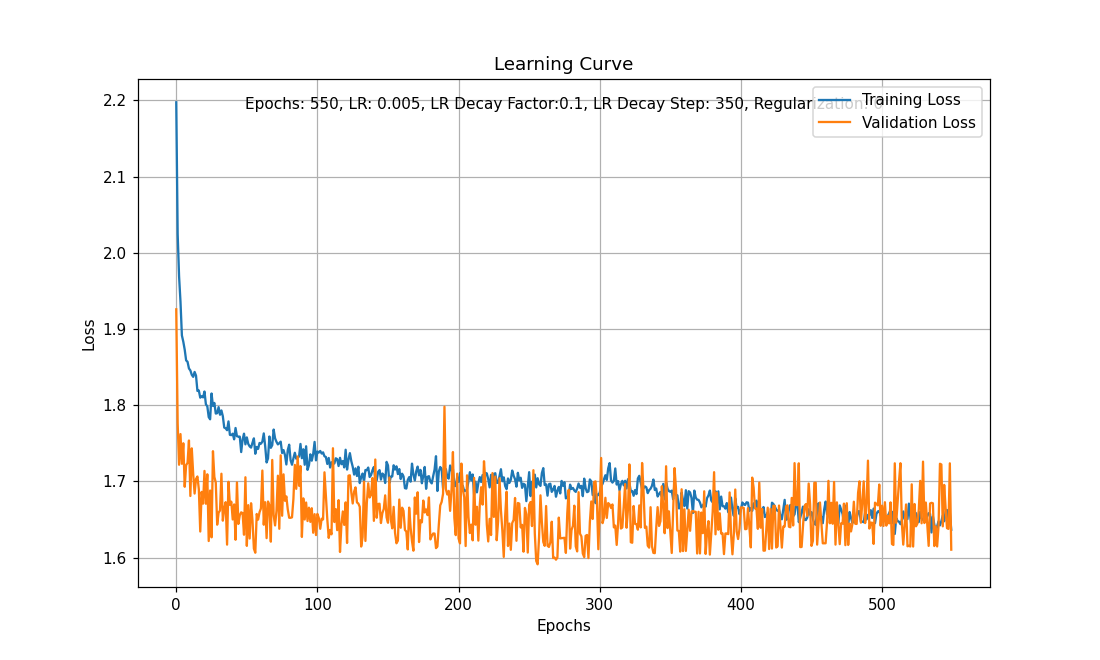 Learning Curve
Epochs: 550, LR: 0.005, LR Decay Factor:0.1, LR Decay Step: 350, Regularization: 0
Training Loss
Validation Loss
2.2
2.1
2.0
1.9
1.8
1.7
1.6
Loss
0 100 200 300 400 500
Epochs